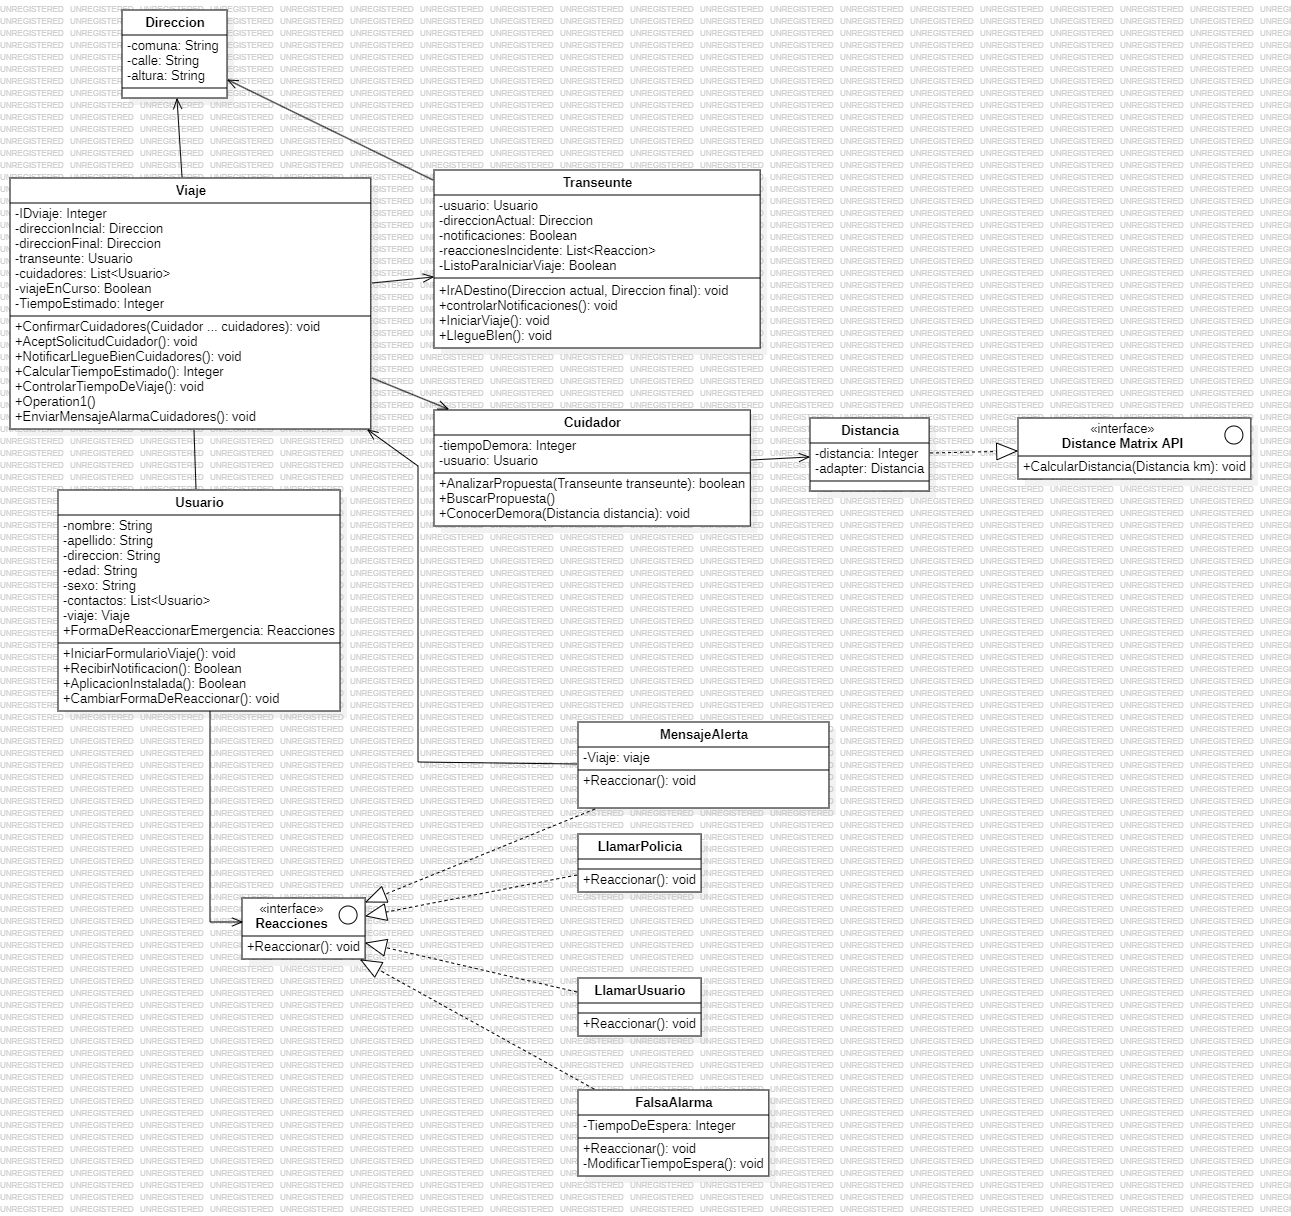 Direccion
-comuna: String
-calle: String
-altura: String
Viaje
-IDviaje: Integer
-direccionIncial: Direccion
-direccionFinal: Direccion
-transeunte: Usuario
-cuidadores: List<Usuario>
-viajeEnCurso: Boolean
-TiempoEstimado: Integer
+ConfirmarCuidadores(Cuidador ... cuidadores): void
+AceptSolicitudCuidador(): void
+NotificarLlegueBienCuidadores(): void
+CalcularTiempoEstimado(): Integer
+ControlarTiempoDeViaje(): void
+Operation1()
+EnviarMensajeAlarmaCuidadores(): void
Transeunte
-usuario: Usuario
-direccionActual: Direccion
-notificaciones: Boolean
-reaccionesIncidente: List<Reaccion>
-ListoParaIniciarViaje: Boolean
+IrADestino(Direccion actual, Direccion final): void
+controlarNotificaciones(): void
+IniciarViaje(): void
+LlegueBIen(): void
Cuidador
-tiempoDemora: Integer
-usuario: Usuario
+AnalizarPropuesta(Transeunte transeunte): boolean
+BuscarPropuesta()
+ConocerDemora(Distancia distancia): void
Distancia
-distancia: Integer
-adapter: Distancia
«interface»
Distance Matrix API
+CalcularDistancia(Distancia km): void
Usuario
-nombre: String
-apellido: String
-direccion: String
-edad: String
-sexo: String
-contactos: List<Usuario>
-viaje: Viaje
+FormaDeReaccionarEmergencia: Reacciones
+IniciarFormularioViaje(): void
+RecibirNotificacion(): Boolean
+AplicacionInstalada(): Boolean
+CambiarFormaDeReaccionar(): void
MensajeAlerta
-Viaje: viaje
+Reaccionar(): void
LlamarPolicia
+Reaccionar(): void
«interface»
Reacciones
+Reaccionar(): void
LlamarUsuario
+Reaccionar(): void
FalsaAlarma
-TiempoDeEspera: Integer
+Reaccionar(): void
-ModificarTiempoEspera(): void
UNREGISTERED